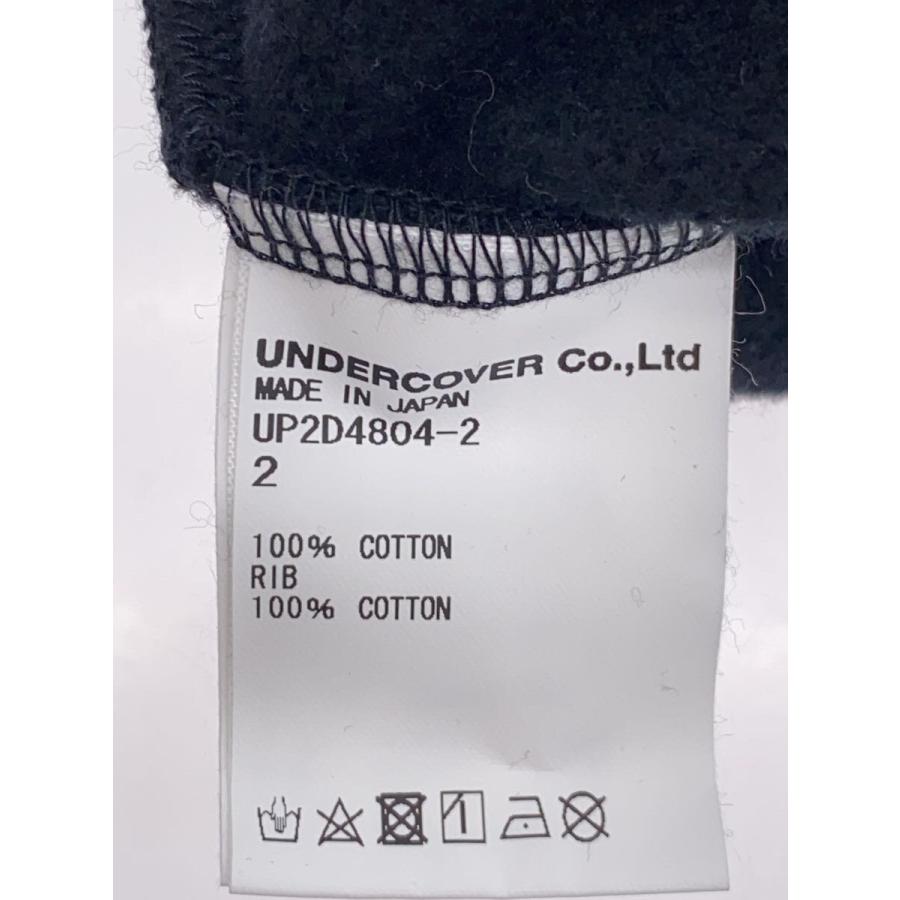 UNDERCOVER Co.,Ltd
MADE IN JAPAN
UP2D4804-2
2
100% COTTON
RIB
100% COTTON